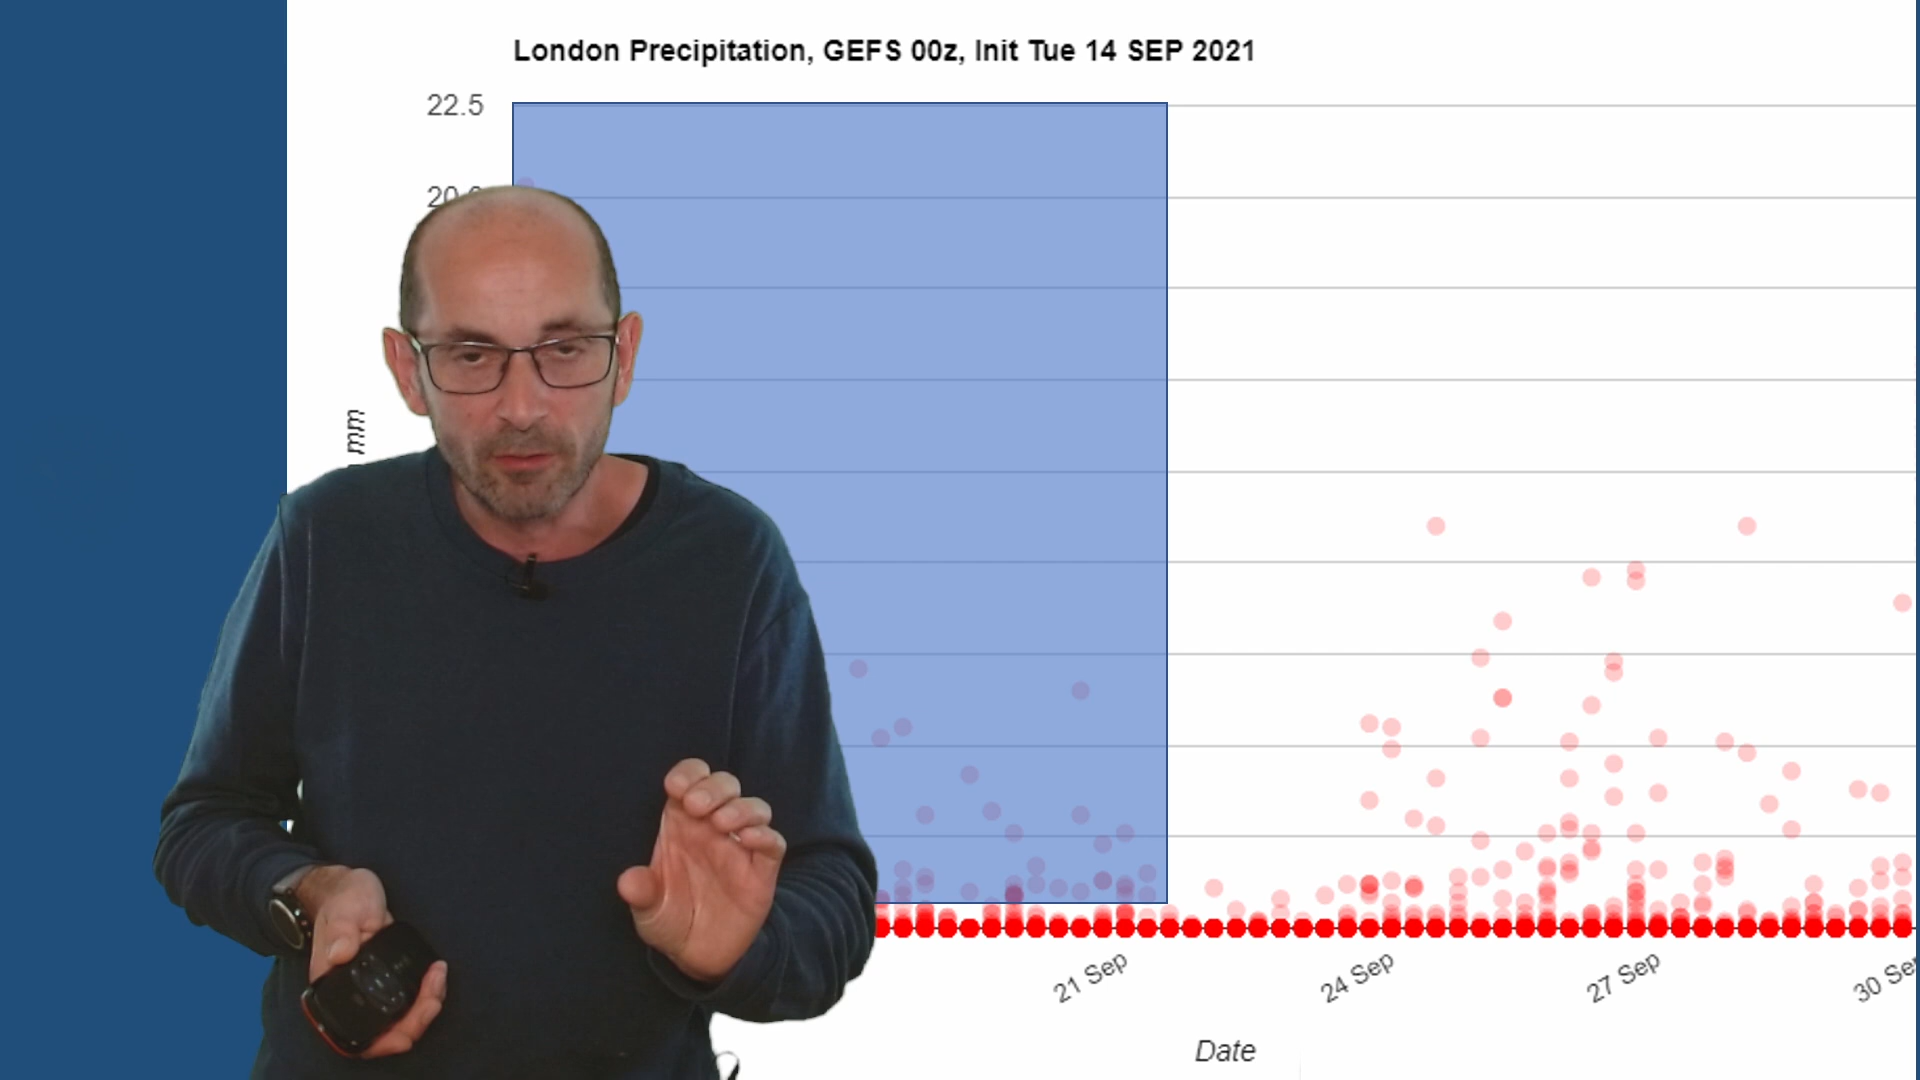 London Precipitation, GEFS 00z, Init Tue 14 SEP 2021
22.5
mm
21 Sep
24 Sep
27 Sep
Date